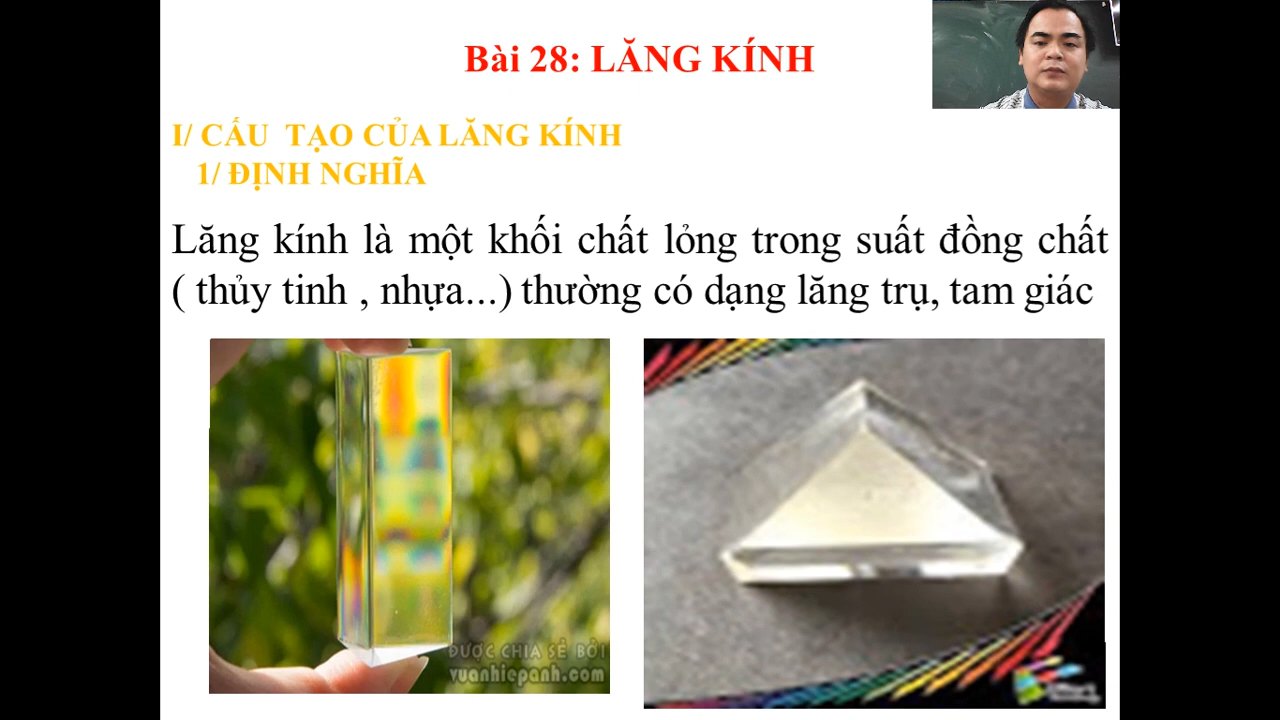 Bài 28: LĂNG KÍNH
I/ CẤU TẠO CỦA LĂNG KÍNH
1/ ĐỊNH NGHĨA
Lăng kính là một khối chất lỏng trong suất đồng chất
( thủy tinh , nhựa...) thường có dạng lăng trụ, tam giác
ĐƯỢC CHIA SẺ BỞI
vuanhiepanh.com